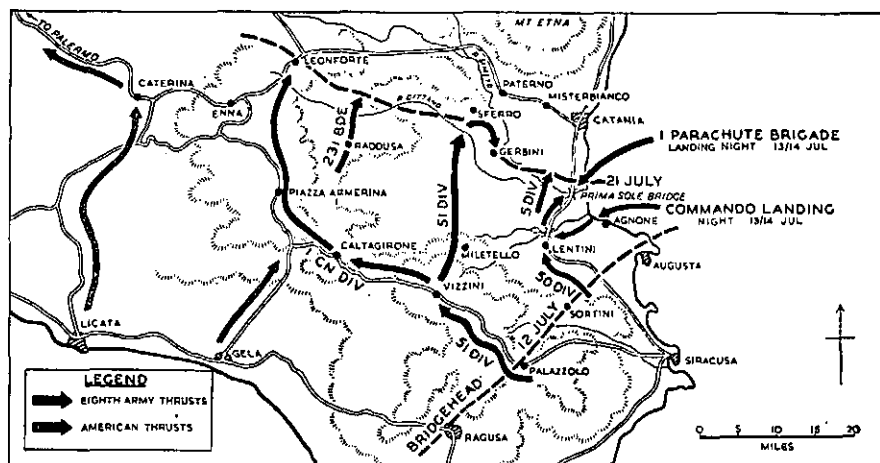 MT ETNA
TO PALERMO
LEONFORTE
CATERINA
ENNA
R. DITTAINO
PATERNO
MISTERBIANCO
SFERRO
CATANIA
231 BDE
RADDUSA
GERBINI
1 PARACHUTE BRIGADE
LANDING NIGHT 13/14 JUL
21 JULY
5 DIV
PRIMA SOLE BRIDGE
PIAZZA ARMERINA
51 DIV
COMMANDO LANDING
NIGHT 13/14 JUL
AGNONE
CALTAGIRONE
MILETELLO
LENTINI
AUGUSTA
1 CN DIV
VIZZINI
50 DIV
SORTINI
12 JULY
LICATA
GELA
51 DIV
PALAZZOLO
SIRACUSA
BRIDGEHEAD
RAGUSA
LEGEND
EIGHTH ARMY THRUSTS
AMERICAN THRUSTS
0 5 10 15 20
MILES